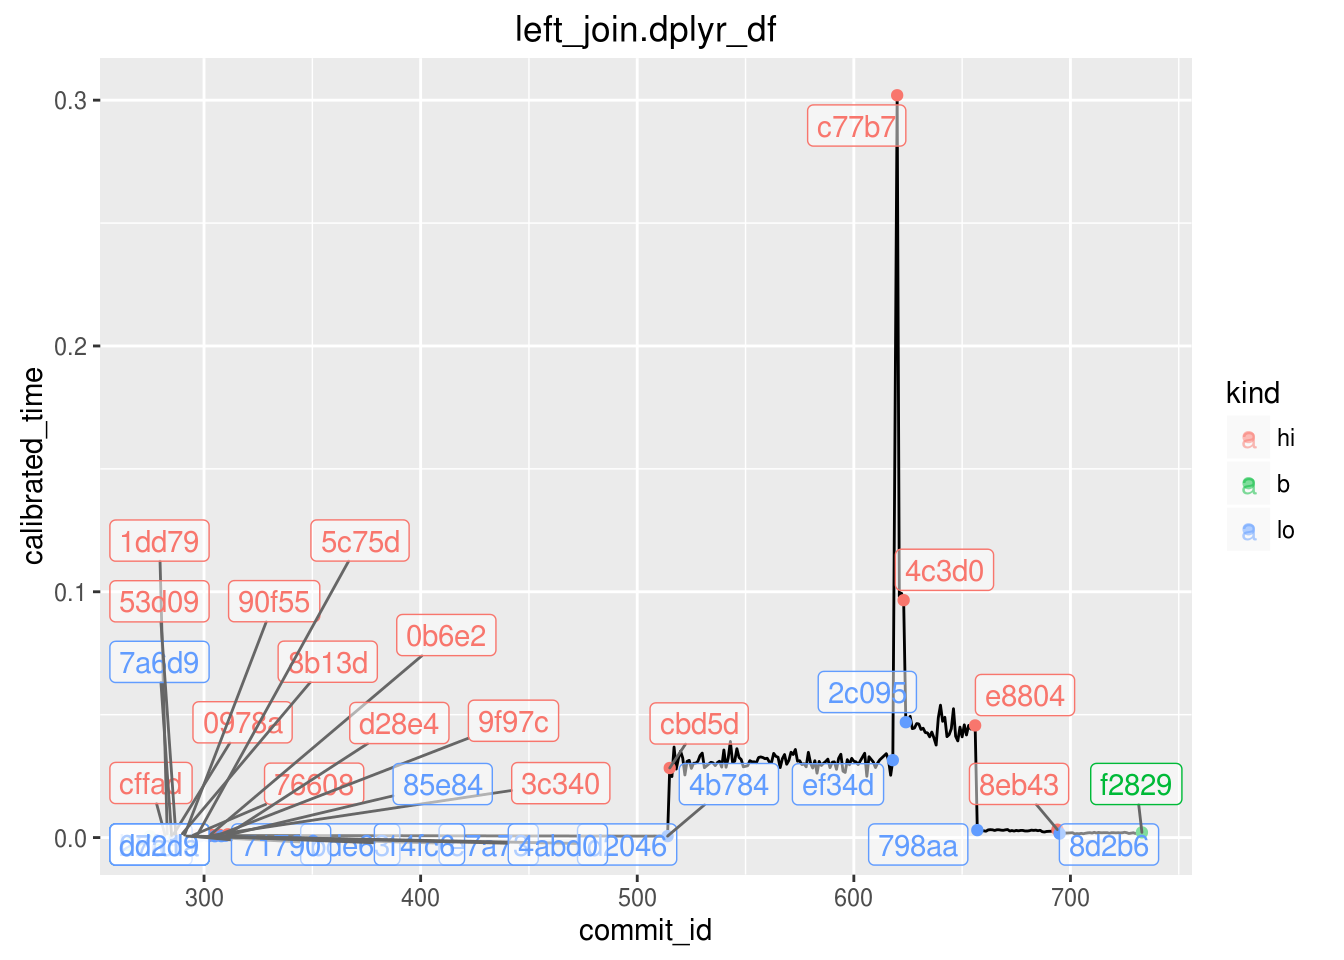 left_join.dplyr_df
calibrated_time
0.3
0.2
0.1
0.0
c77b7
4c3d0
2c095
e8804
1dd79
5c75d
53d09
90f55
7a6d9
8b13d
0b6e2
0978a
d28e4
9f97c
cbd5d
cffad
76608
85e84
3c340
4b784
ef34d
8eb43
f2829
dd2d9
71790
4abd0
798aa
8d2b6
300
400
500
600
700
commit_id
kind
hi
b
lo